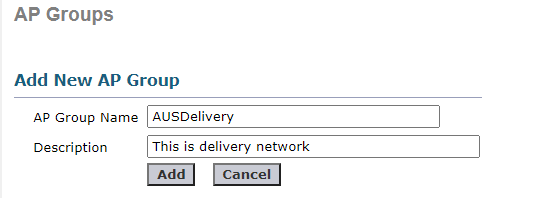 AP Groups
Add New AP Group
AP Group Name AUSDelivery
Description This is delivery network
Add Cancel